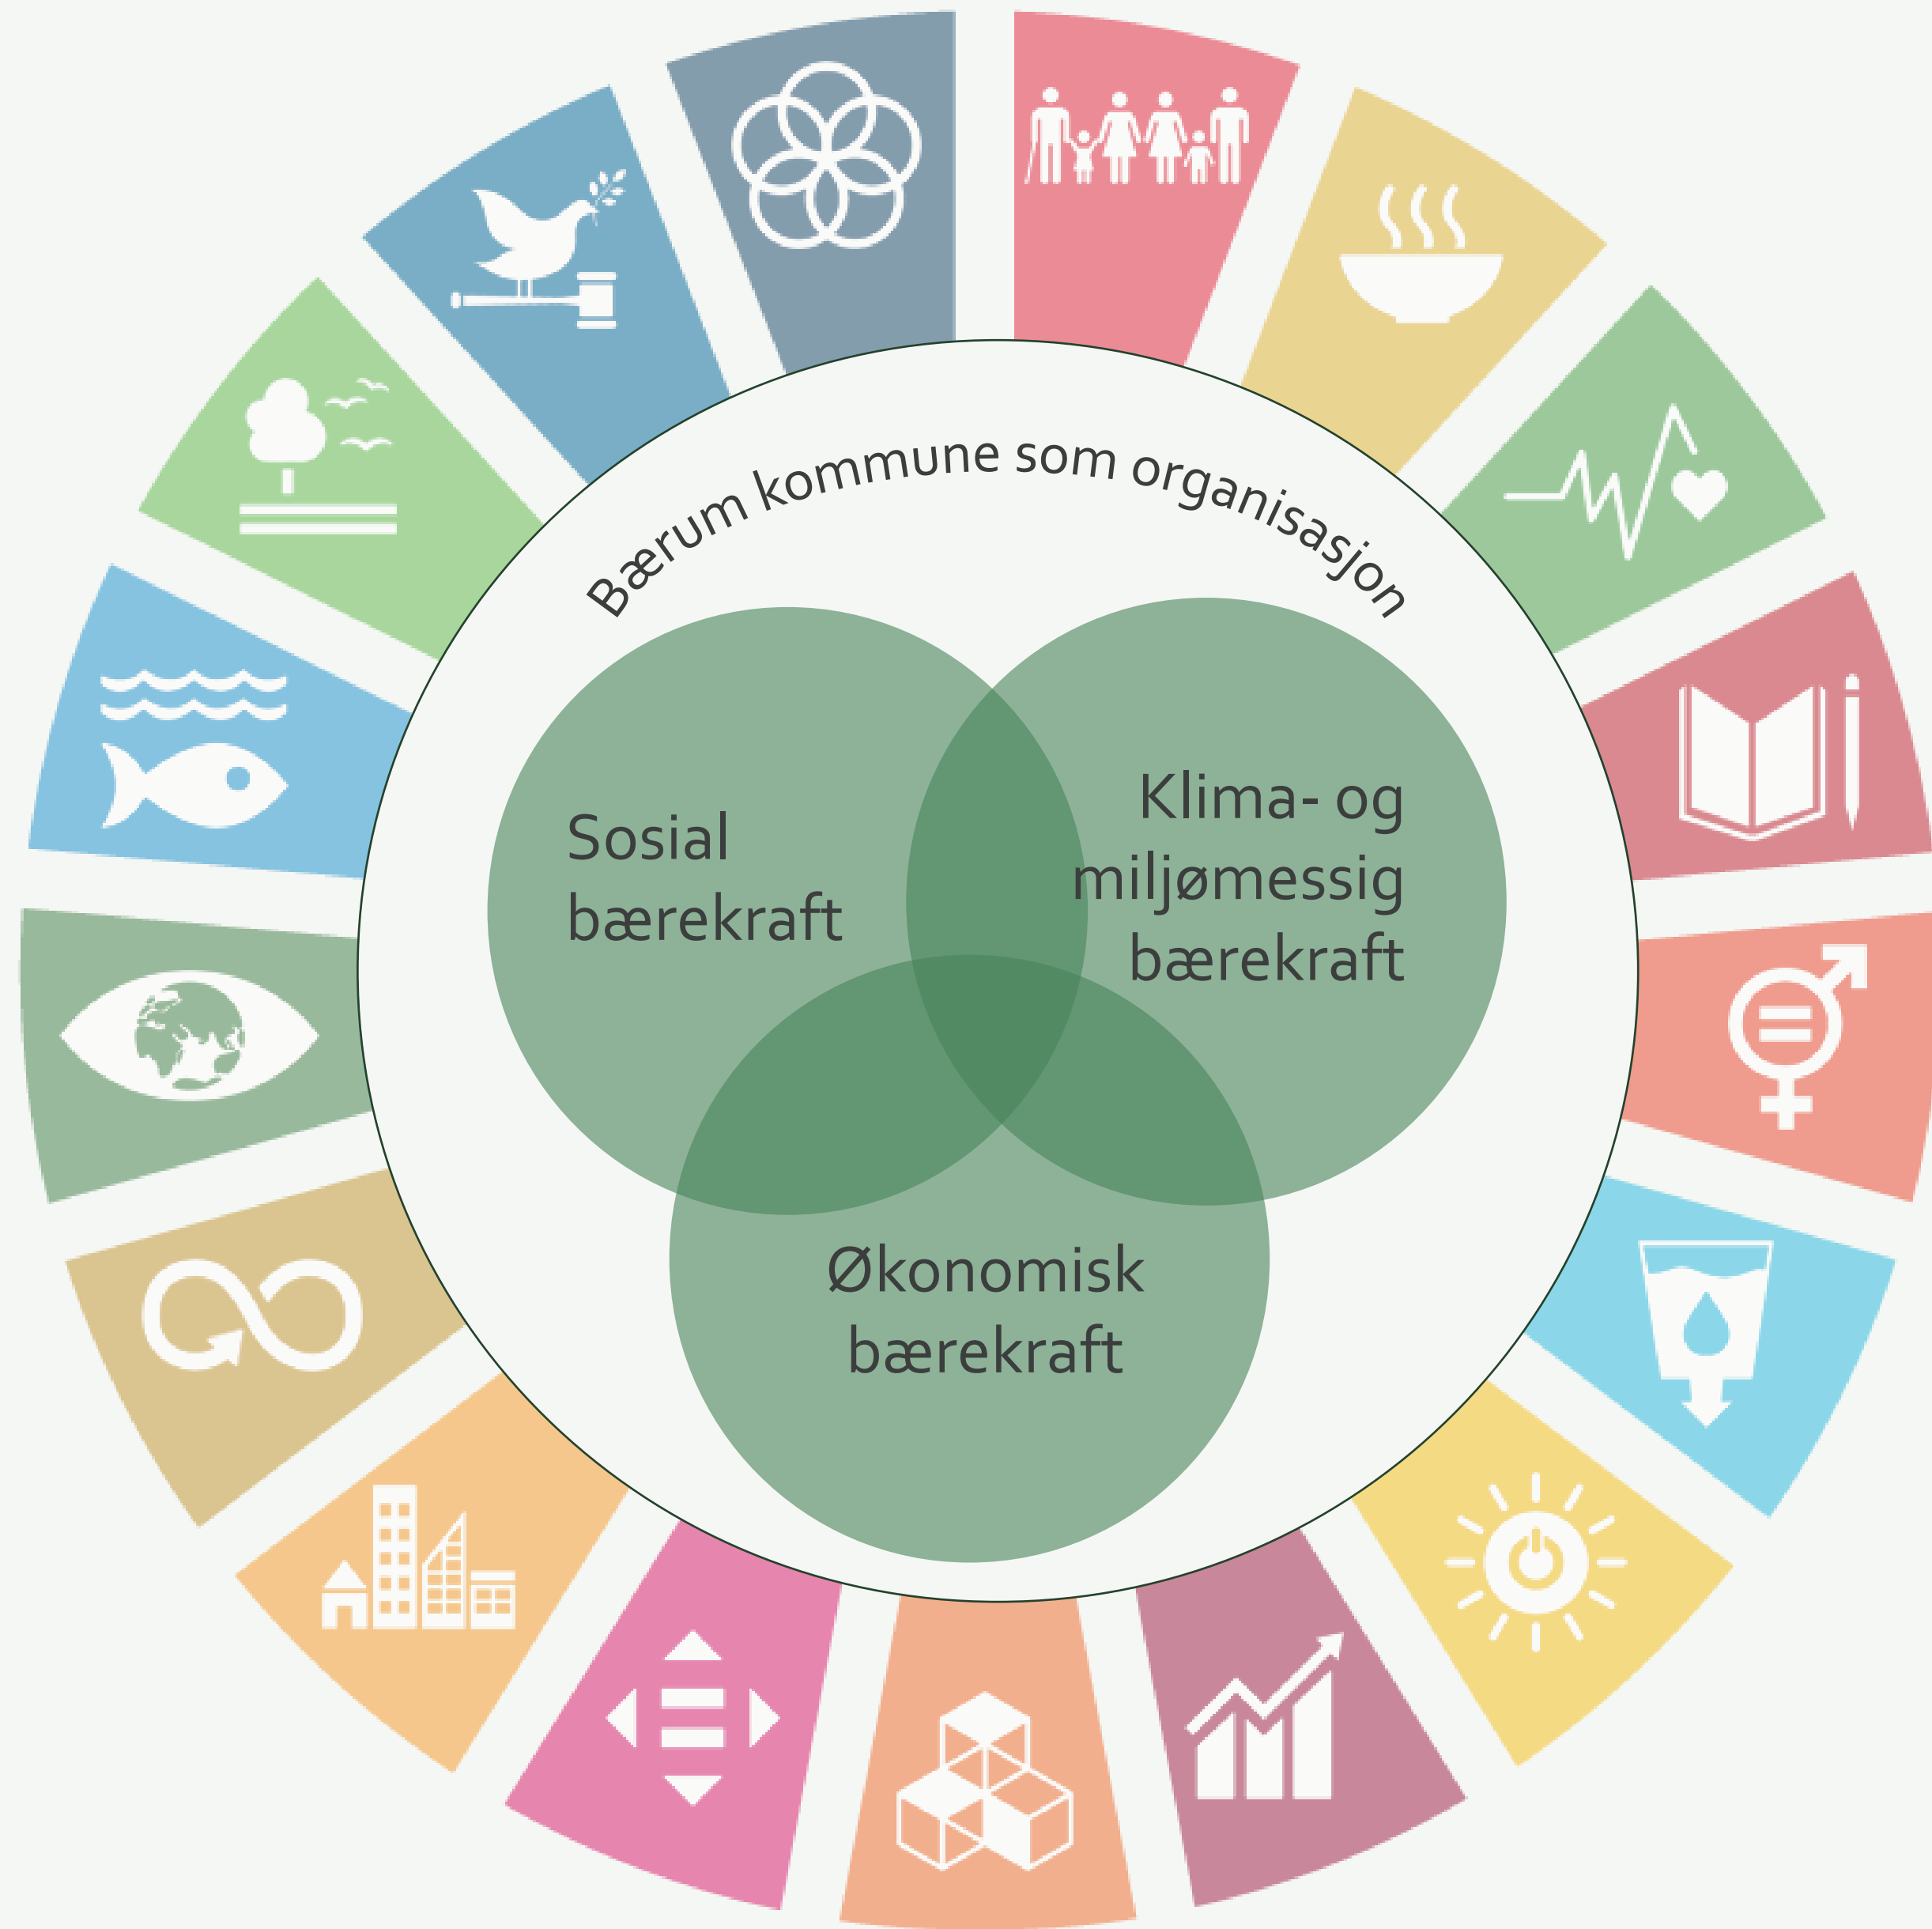 Bærum kommune som organisasjon
Sosial
bærekraft
Klima- og
miljømessig
bærekraft
Økonomisk
bærekraft